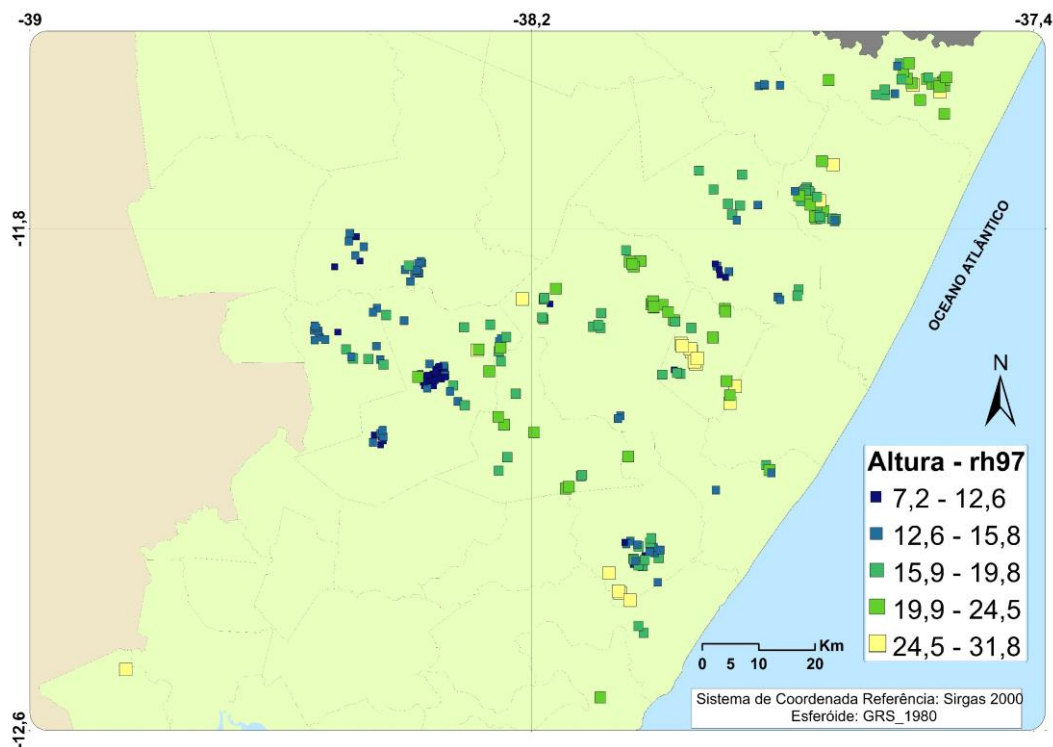 -39
-38,2
-37,4
-11,8
OCEANO ATLÂNTICO
N
Altura - rh97
7,2 - 12,6
12,6 - 15,8
15,9 - 19,8
19,9 - 24,5
24,5 - 31,8
Km
0 5 10 20
Sistema de Coordenada Referência: Sirgas 2000
Esferóide: GRS_1980
-12,6